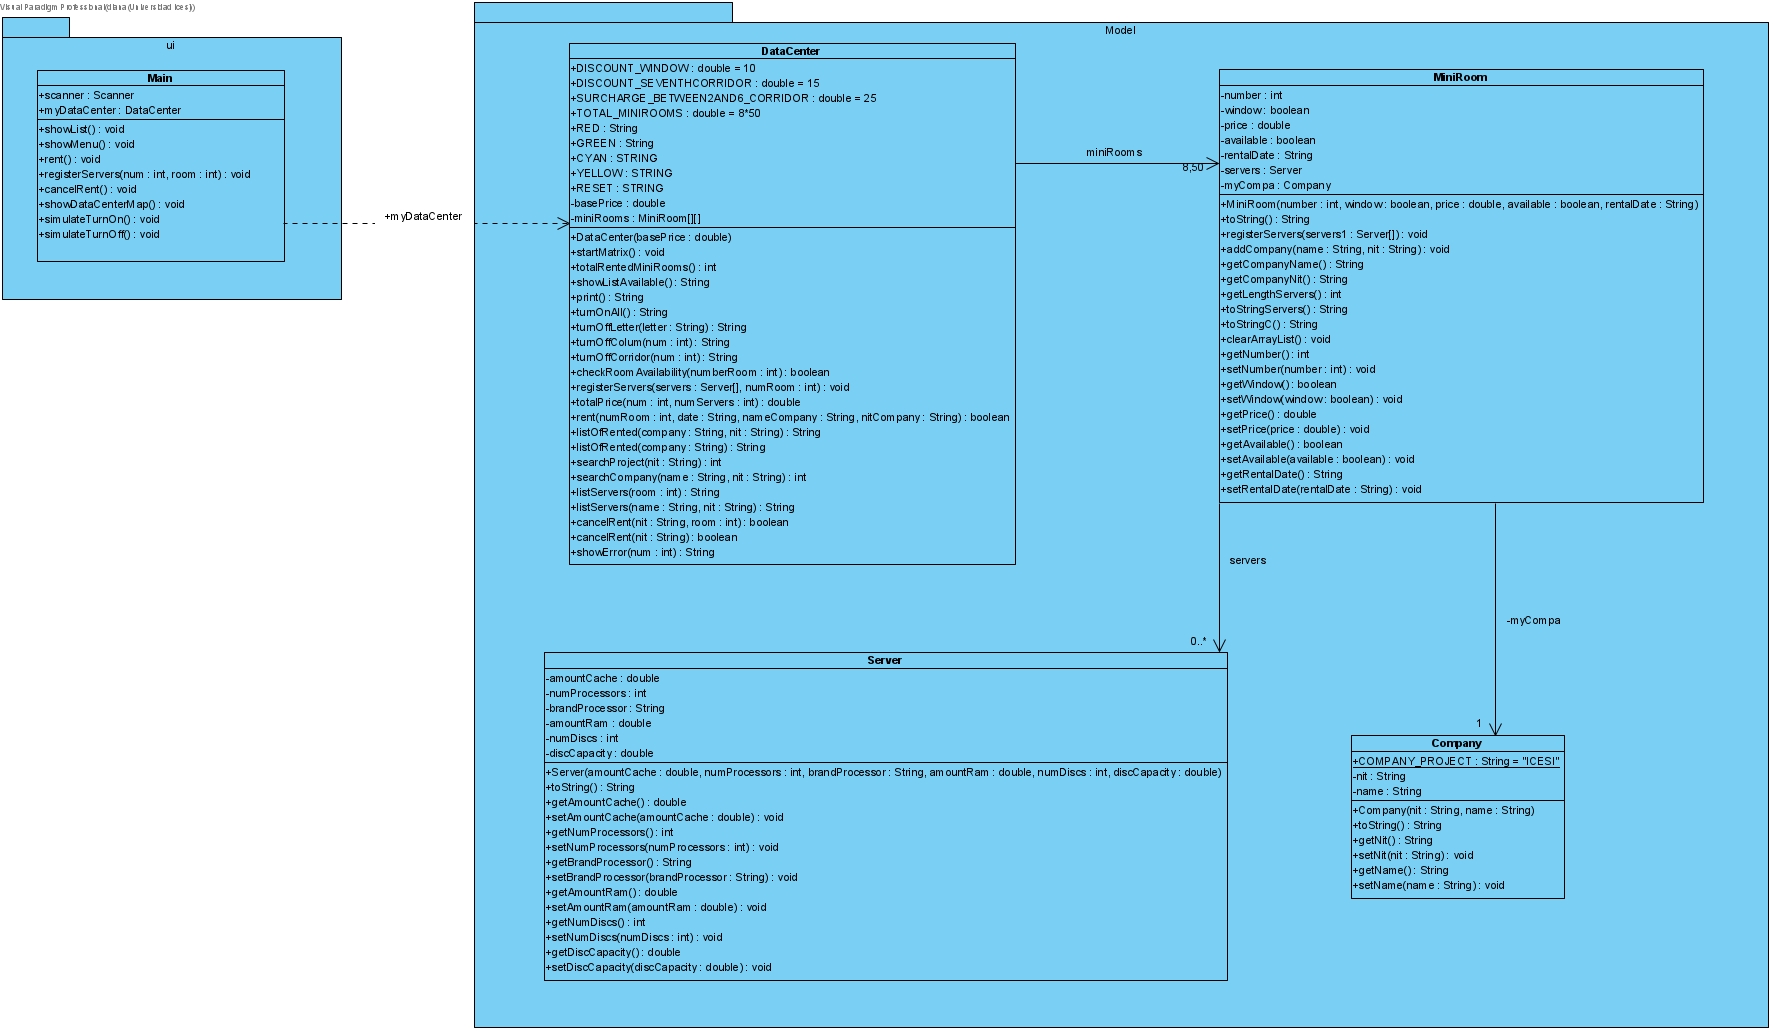 Visual Paradigm Professional(diana(Universidad Icesi))
ui
Main
+scanner : Scanner
+myDataCenter : DataCenter
+showList() : void
+showMenu() : void
+rent() : void
+registerServers(num : int, room : int) : void
+cancelRent() : void
+showDataCenterMap() : void
+simulateTurnOn() : void
+simulateTurnOff() : void
+myDataCenter
Model
DataCenter
+DISCOUNT_WINDOW : double = 10
+DISCOUNT_SEVENTHCORRIDOR : double = 15
+SURCHARGE_BETWEEN2AND6_CORRIDOR : double = 25
+TOTAL_MINIROOMS : double = 8*50
+RED : String
+GREEN : String
+CYAN : STRING
+YELLOW : STRING
+RESET : STRING
-basePrice : double
-miniRooms : MiniRoom[][]
+DataCenter(basePrice : double)
+startMatrix() : void
+totalRentedMiniRooms() : int
+showListAvailable() : String
+print() : String
+turnOnAll() : String
+turnOffLetter(letter : String) : String
+turnOffColum(num : int) : String
+turnOffCorridor(num : int) : String
+checkRoomAvailability(numberRoom : int) : boolean
+registerServers(servers : Server[], numRoom : int) : void
+totalPrice(num : int, numServers : int) : double
+rent(numRoom : int, date : String, nameCompany : String, nitCompany : String) : boolean
+listOfRented(company : String, nit : String) : String
+listOfRented(company : String) : String
+searchProject(nit : String) : int
+searchCompany(name : String, nit : String) : int
+listServers(room : int) : String
+listServers(name : String, nit : String) : String
+cancelRent(nit : String, room : int) : boolean
+cancelRent(nit : String) : boolean
+showError(num : int) : String
miniRooms
8,50
MiniRoom
-number : int
-window : boolean
-price : double
-available : boolean
-rentalDate : String
-servers : Server
-myCompa : Company
+MiniRoom(number : int, window : boolean, price : double, available : boolean, rentalDate : String)
+toString() : String
+registerServers(servers1 : Server[]) : void
+addCompany(name : String, nit : String) : void
+getCompanyName() : String
+getCompanyNit() : String
+getLengthServers() : int
+toStringServers() : String
+toStringC() : String
+clearArrayList() : void
+getNumber() : int
+setNumber(number : int) : void
+getWindow() : boolean
+setWindow(window : boolean) : void
+getPrice() : double
+setPrice(price : double) : void
+getAvailable() : boolean
+setAvailable(available : boolean) : void
+getRentalDate() : String
+setRentalDate(rentalDate : String) : void
servers
0..*
-myCompa
1
Server
-amountCache : double
-numProcessors : int
-brandProcessor : String
-amountRam : double
-numDiscs : int
-discCapacity : double
+Server(amountCache : double, numProcessors : int, brandProcessor : String, amountRam : double, numDiscs : int, discCapacity : double)
+toString() : String
+getAmountCache() : double
+setAmountCache(amountCache : double) : void
+getNumProcessors() : int
+setNumProcessors(numProcessors : int) : void
+getBrandProcessor() : String
+setBrandProcessor(brandProcessor : String) : void
+getAmountRam() : double
+setAmountRam(amountRam : double) : void
+getNumDiscs() : int
+setNumDiscs(numDiscs : int) : void
+getDiscCapacity() : double
+setDiscCapacity(discCapacity : double) : void
Company
+COMPANY_PROJECT : String = "ICESI"
-nit : String
-name : String
+Company(nit : String, name : String)
+toString() : String
+getNit() : String
+setNit(nit : String) : void
+getName() : String
+setName(name : String) : void